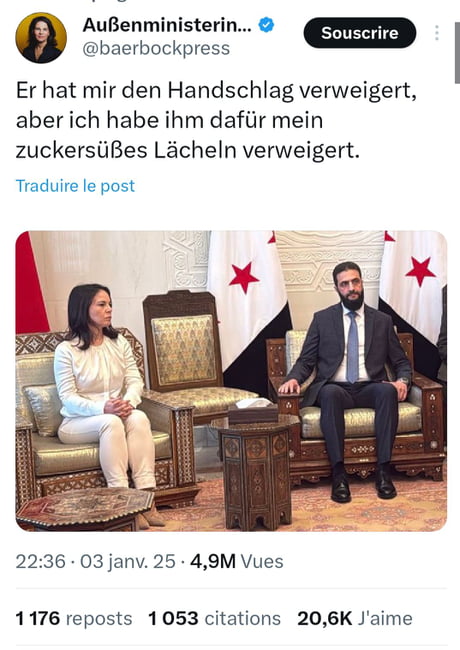 Außenministerin...
Souscrire
@baerbockpress
Er hat mir den Handschlag verweigert,
aber ich habe ihm dafür mein
zuckersüßes Lächeln verweigert.
Traduire le post
22:36 · 03 janv. 25 · 4,9M Vues
1 176 reposts 1 053 citations 20,6K J'aime